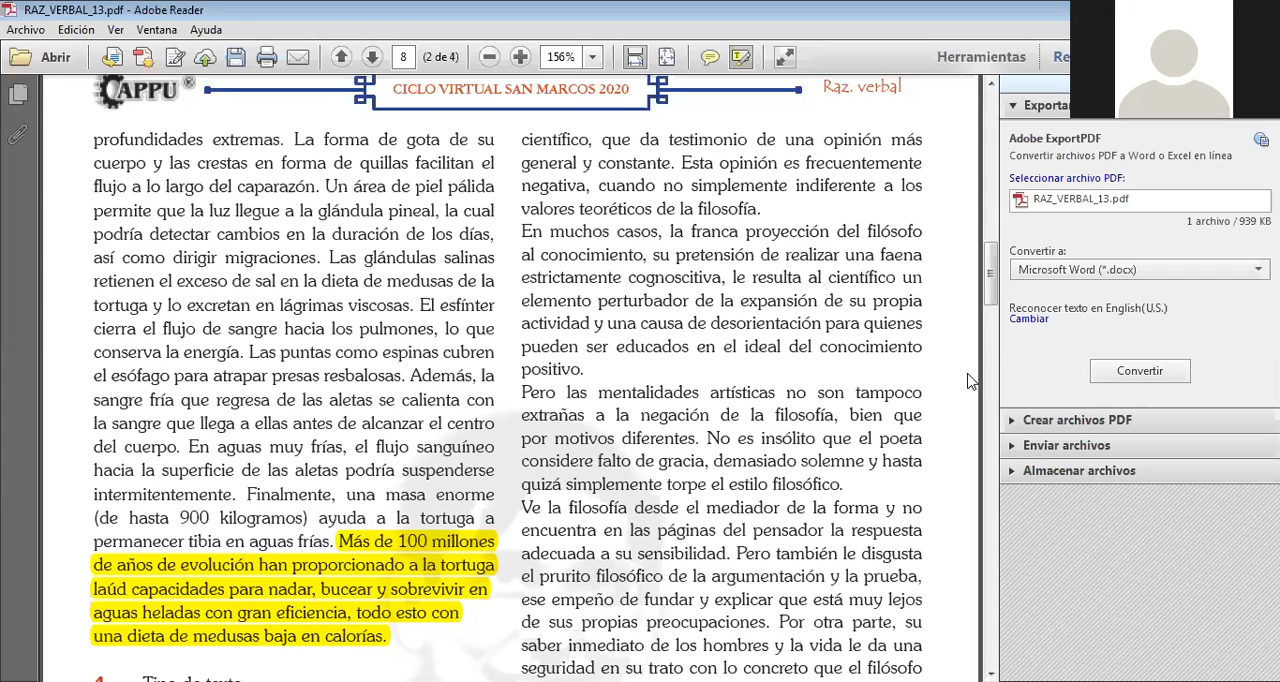 RAZ_VERBAL_13.pdf - Adobe Reader
Archivo Edición Ver Ventana Ayuda
Abrir 8 (2 de 4) 156% Herramientas
APPU ®
CICLO VIRTUAL SAN MARCOS 2020
Raz. verbal
profundidades extremas. La forma de gota de su
cuerpo y las crestas en forma de quillas facilitan el
flujo a lo largo del caparazón. Un área de piel pálida
permite que la luz llegue a la glándula pineal, la cual
podría detectar cambios en la duración de los días,
así como dirigir migraciones. Las glándulas salinas
retienen el exceso de sal en la dieta de medusas de la
tortuga y lo excretan en lágrimas viscosas. El esfínter
cierra el flujo de sangre hacia los pulmones, lo que
conserva la energía. Las puntas como espinas cubren
el esófago para atrapar presas resbalosas. Además, la
sangre fría que regresa de las aletas se calienta con
la sangre que llega a ellas antes de alcanzar el centro
del cuerpo. En aguas muy frías, el flujo sanguíneo
hacia la superficie de las aletas podría suspenderse
intermitentemente. Finalmente, una masa enorme
(de hasta 900 kilogramos) ayuda a la tortuga a
permanecer tibia en aguas frías. Más de 100 millones
de años de evolución han proporcionado a la tortuga
laúd capacidades para nadar, bucear y sobrevivir en
aguas heladas con gran eficiencia, todo esto con
una dieta de medusas baja en calorías.
científico, que da testimonio de una opinión más
general y constante. Esta opinión es frecuentemente
negativa, cuando no simplemente indiferente a los
valores teoréticos de la filosofía.
En muchos casos, la franca proyección del filósofo
al conocimiento, su pretensión de realizar una faena
estrictamente cognoscitiva, le resulta al científico un
elemento perturbador de la expansión de su propia
actividad y una causa de desorientación para quienes
pueden ser educados en el ideal del conocimiento
positivo.
Pero las mentalidades artísticas no son tampoco
extrañas a la negación de la filosofía, bien que
por motivos diferentes. No es insólito que el poeta
considere falto de gracia, demasiado solemne y hasta
quizá simplemente torpe el estilo filosófico.
Ve la filosofía desde el mediador de la forma y no
encuentra en las páginas del pensador la respuesta
adecuada a su sensibilidad. Pero también le disgusta
el prurito filosófico de la argumentación y la prueba,
ese empeño de fundar y explicar que está muy lejos
de sus propias preocupaciones. Por otra parte, su
saber inmediato de los hombres y la vida le da una
seguridad en su trato con lo concreto que el filósofo
Exportar
Adobe ExportPDF
Convertir archivos PDF a Word o Excel en línea
Seleccionar archivo PDF:
RAZ_VERBAL_13.pdf
1 archivo / 939 KB
Convertir a:
Microsoft Word (*.docx)
Reconocer texto en English(U.S.)
Cambiar
Convertir
Crear archivos PDF
Enviar archivos
Almacenar archivos